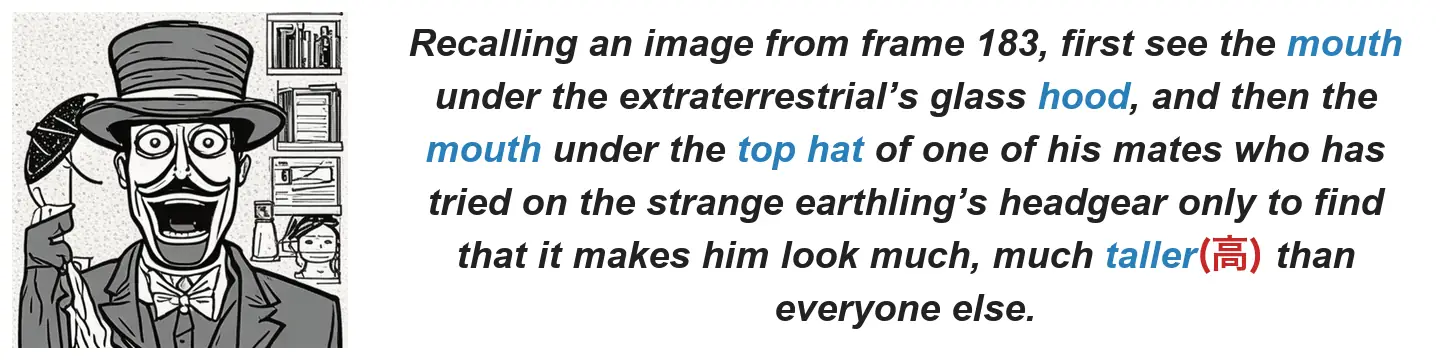 Recalling an image from frame 183, first see the mouth
under the extraterrestrial’s glass hood, and then the
mouth under the top hat of one of his mates who has
tried on the strange earthling’s headgear only to find
that it makes him look much, much taller(高) than
everyone else.